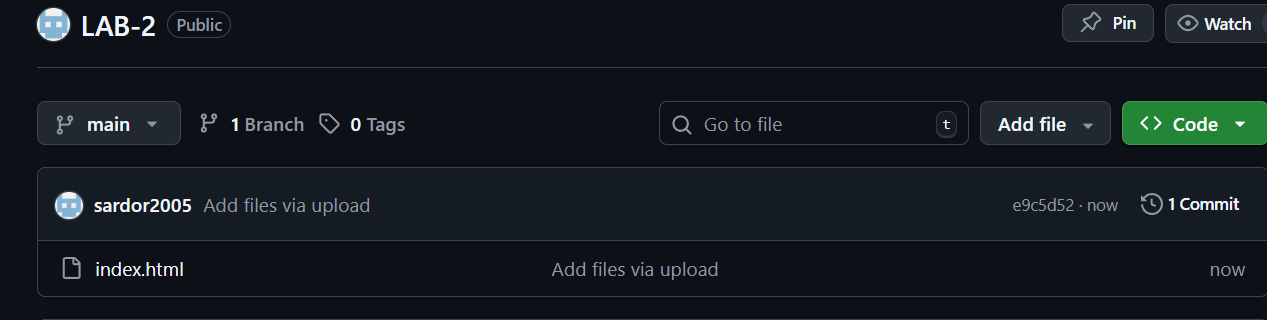 LAB-2 Public Pin Watch
main 1 Branch 0 Tags Go to file t Add file Code
sardor2005 Add files via upload e9c5d52 · now 1 Commit
index.html Add files via upload now